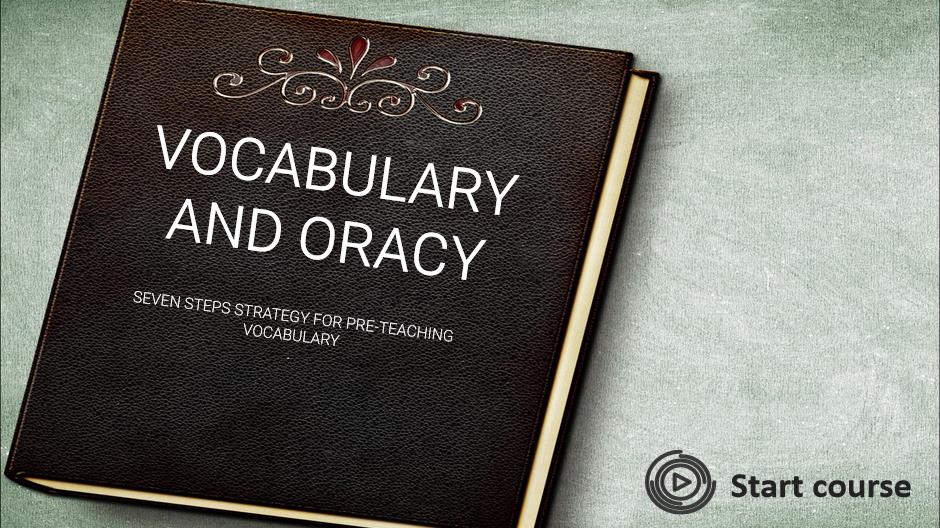 VOCABULARY
AND ORACY
SEVEN STEPS STRATEGY FOR PRE-TEACHING
VOCABULARY
.
Start course